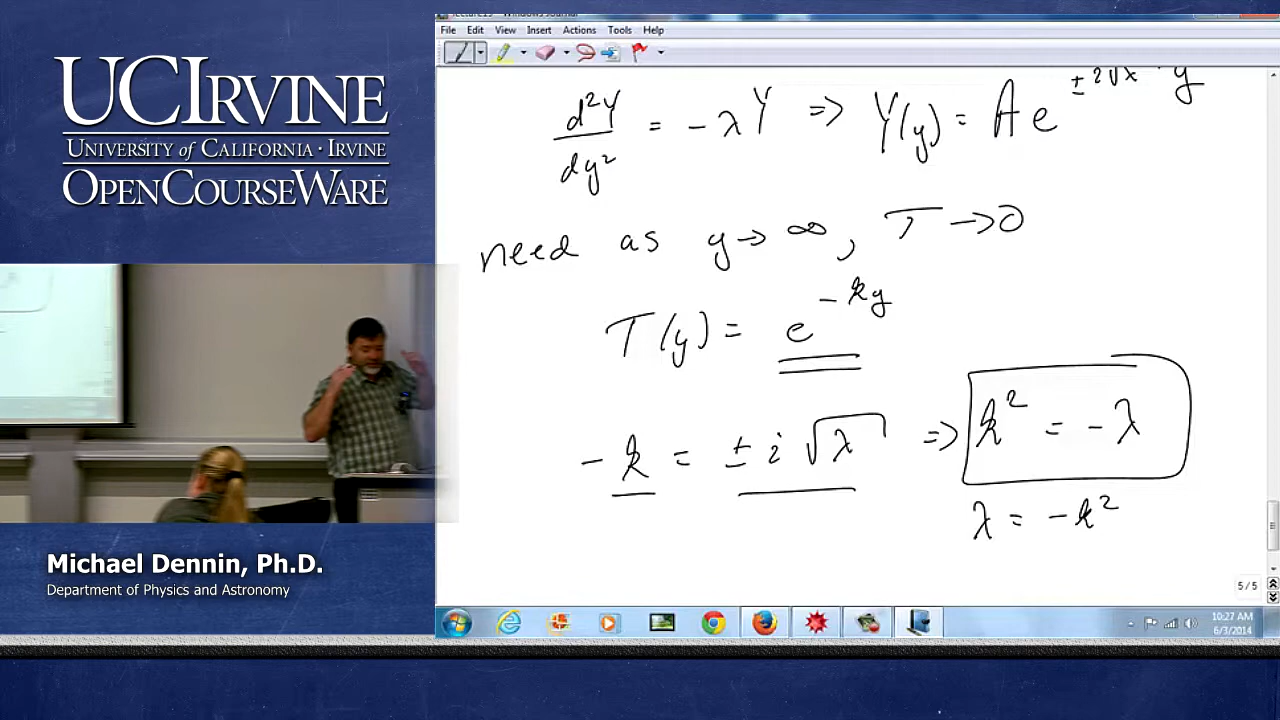 UCIRVINE
UNIVERSITY of CALIFORNIA · IRVINE
OPENCOURSEWARE
Michael Dennin, Ph.D.
Department of Physics and Astronomy
File Edit View Insert Actions Tools Help
d²Y/dy² = -λY => Y(y) = Ae^(±i√λ · y)
need as y→ ∞, T →0
T(y) = e^(-ky)
-k = ± i √λ => k² = -λ
λ = -k²
5/5
10:27 AM
6/3/2014